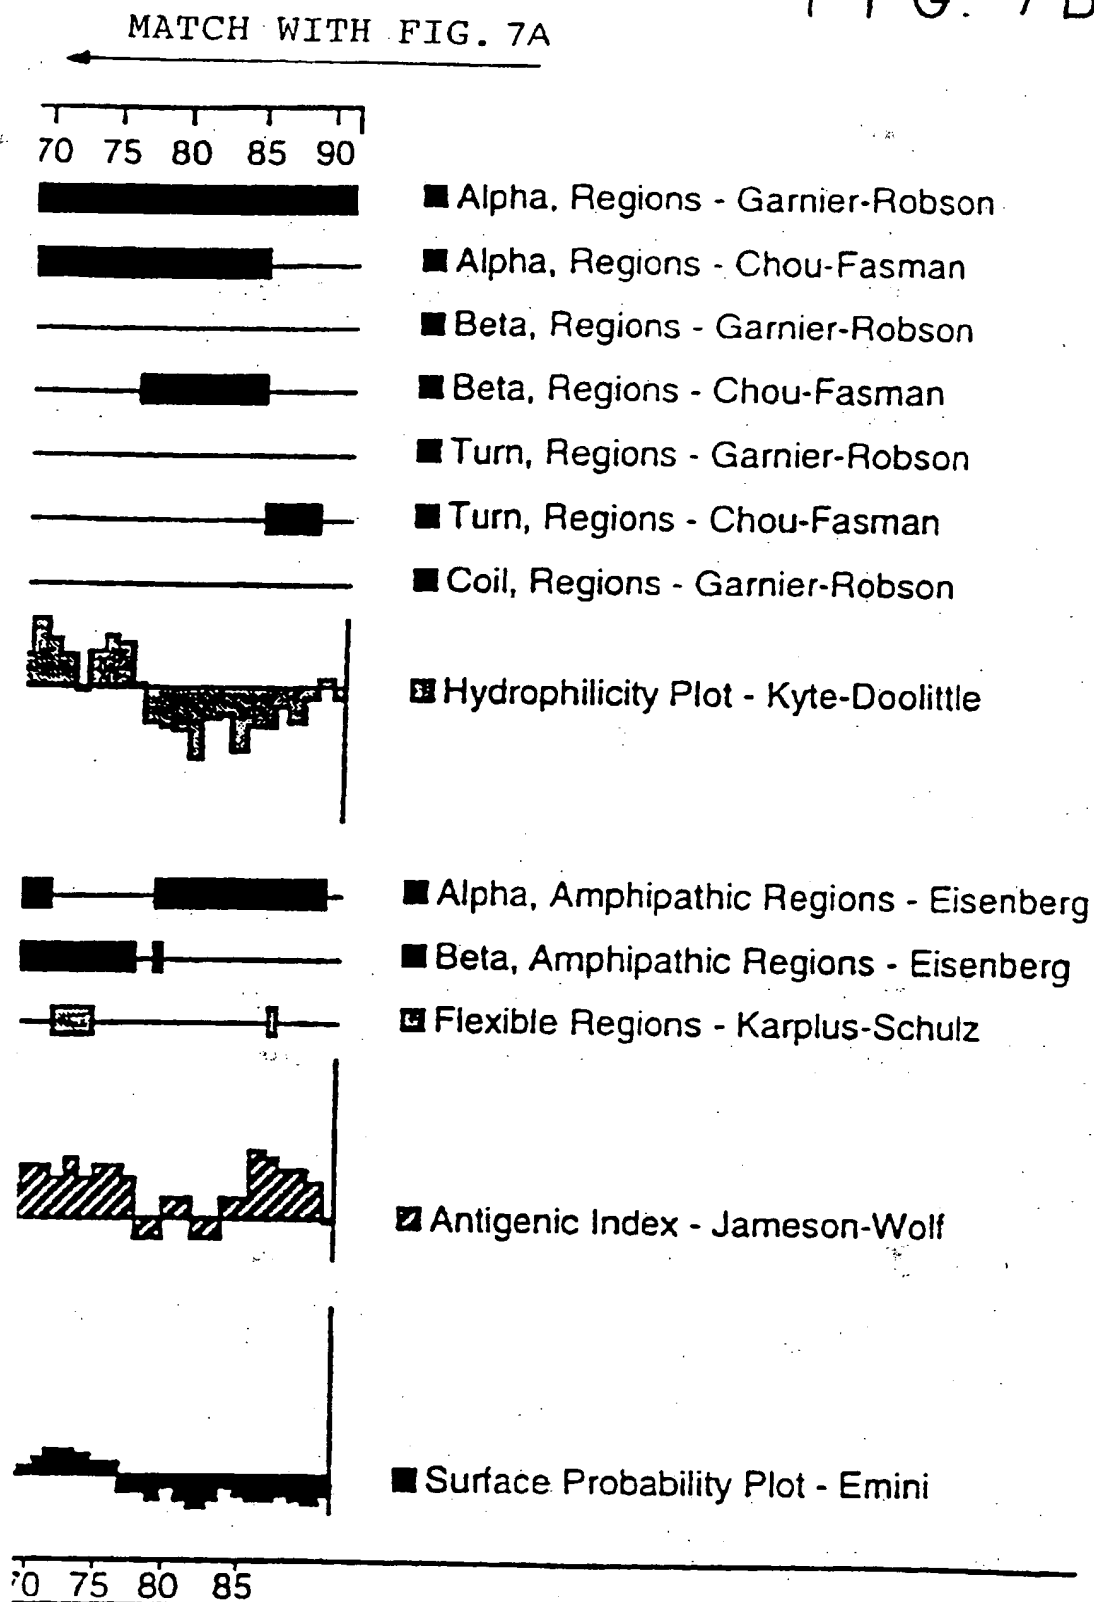 FIG. 7B
MATCH WITH FIG. 7A
70 75 80 85 90
Alpha, Regions - Garnier-Robson
Alpha, Regions - Chou-Fasman
Beta, Regions - Garnier-Robson
Beta, Regions - Chou-Fasman
Turn, Regions - Garnier-Robson
Turn, Regions - Chou-Fasman
Coil, Regions - Garnier-Robson
Hydrophilicity Plot - Kyte-Doolittle
Alpha, Amphipathic Regions - Eisenberg
Beta, Amphipathic Regions - Eisenberg
Flexible Regions - Karplus-Schulz
Antigenic Index - Jameson-Wolf
Surface Probability Plot - Emini
70 75 80 85